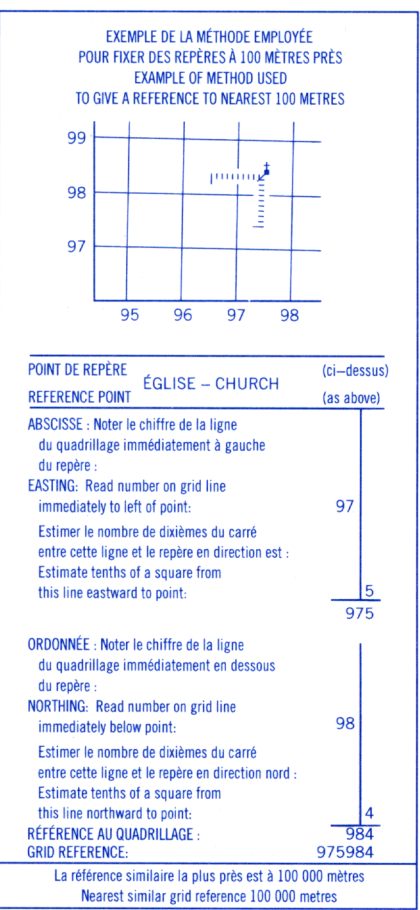 EXEMPLE DE LA MÉTHODE EMPLOYÉE
POUR FIXER DES REPÈRES À 100 MÈTRES PRÈS
EXAMPLE OF METHOD USED
TO GIVE A REFERENCE TO NEAREST 100 METRES
99
98
97
95 96 97 98
POINT DE REPÈRE (ci–dessus)
ÉGLISE – CHURCH
REFERENCE POINT (as above)
ABSCISSE : Noter le chiffre de la ligne
du quadrillage immédiatement à gauche
du repère :
EASTING: Read number on grid line
immediately to left of point: 97
Estimer le nombre de dixièmes du carré
entre cette ligne et le repère en direction est :
Estimate tenths of a square from
this line eastward to point: 5
975
ORDONNÉE : Noter le chiffre de la ligne
du quadrillage immédiatement en dessous
du repère :
NORTHING: Read number on grid line
immediately below point: 98
Estimer le nombre de dixièmes du carré
entre cette ligne et le repère en direction nord :
Estimate tenths of a square from
this line northward to point: 4
RÉFÉRENCE AU QUADRILLAGE : 984
GRID REFERENCE: 975984
La référence similaire la plus près est à 100 000 mètres
Nearest similar grid reference 100 000 metres